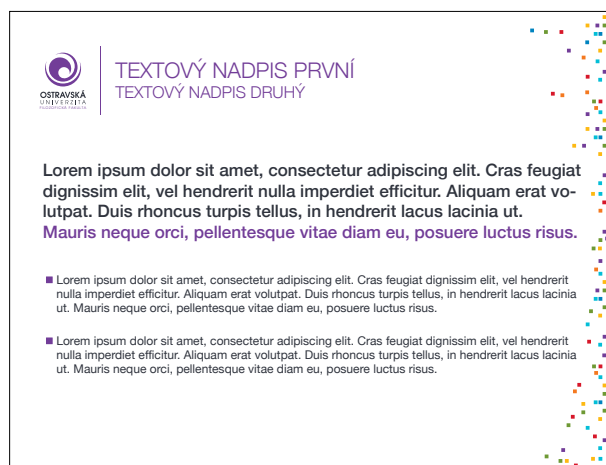 OSTRAVSKÁ
UNIVERZITA
FILOZOFICKÁ FAKULTA
TEXTOVÝ NADPIS PRVNÍ
TEXTOVÝ NADPIS DRUHÝ
Lorem ipsum dolor sit amet, consectetur adipiscing elit. Cras feugiat
dignissim elit, vel hendrerit nulla imperdiet efficitur. Aliquam erat vo-
lutpat. Duis rhoncus turpis tellus, in hendrerit lacus lacinia ut.
Mauris neque orci, pellentesque vitae diam eu, posuere luctus risus.
Lorem ipsum dolor sit amet, consectetur adipiscing elit. Cras feugiat dignissim elit, vel hendrerit
nulla imperdiet efficitur. Aliquam erat volutpat. Duis rhoncus turpis tellus, in hendrerit lacus lacinia
ut. Mauris neque orci, pellentesque vitae diam eu, posuere luctus risus.
Lorem ipsum dolor sit amet, consectetur adipiscing elit. Cras feugiat dignissim elit, vel hendrerit
nulla imperdiet efficitur. Aliquam erat volutpat. Duis rhoncus turpis tellus, in hendrerit lacus lacinia
ut. Mauris neque orci, pellentesque vitae diam eu, posuere luctus risus.